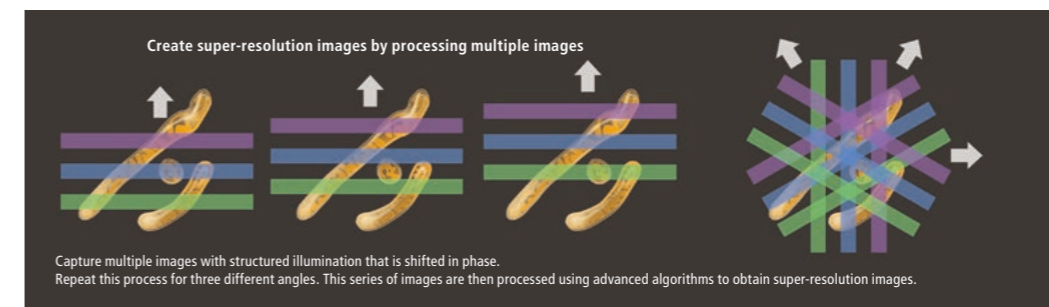 Create super-resolution images by processing multiple images
Capture multiple images with structured illumination that is shifted in phase.
Repeat this process for three different angles. This series of images are then processed using advanced algorithms to obtain super-resolution images.